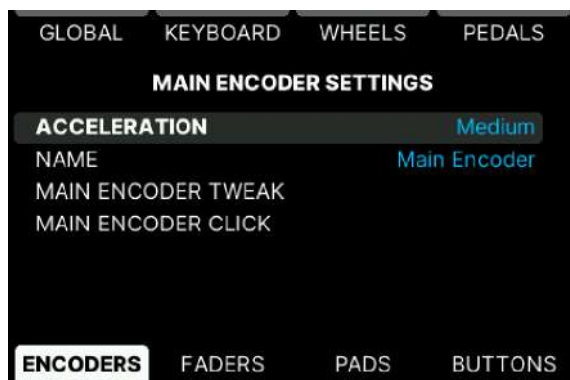 GLOBAL KEYBOARD WHEELS PEDALS
MAIN ENCODER SETTINGS
ACCELERATION Medium
NAME Main Encoder
MAIN ENCODER TWEAK
MAIN ENCODER CLICK
ENCODERS FADERS PADS BUTTONS